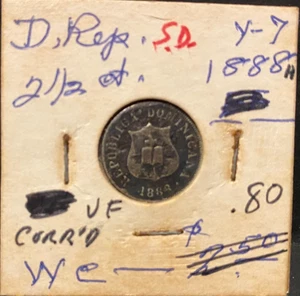 D. Rep. S.D. Y-7
2 1/2 ct. 1888 H
REPUBLICA DOMINICANA
1888
VF .80
CORR'D $
We — 2.50